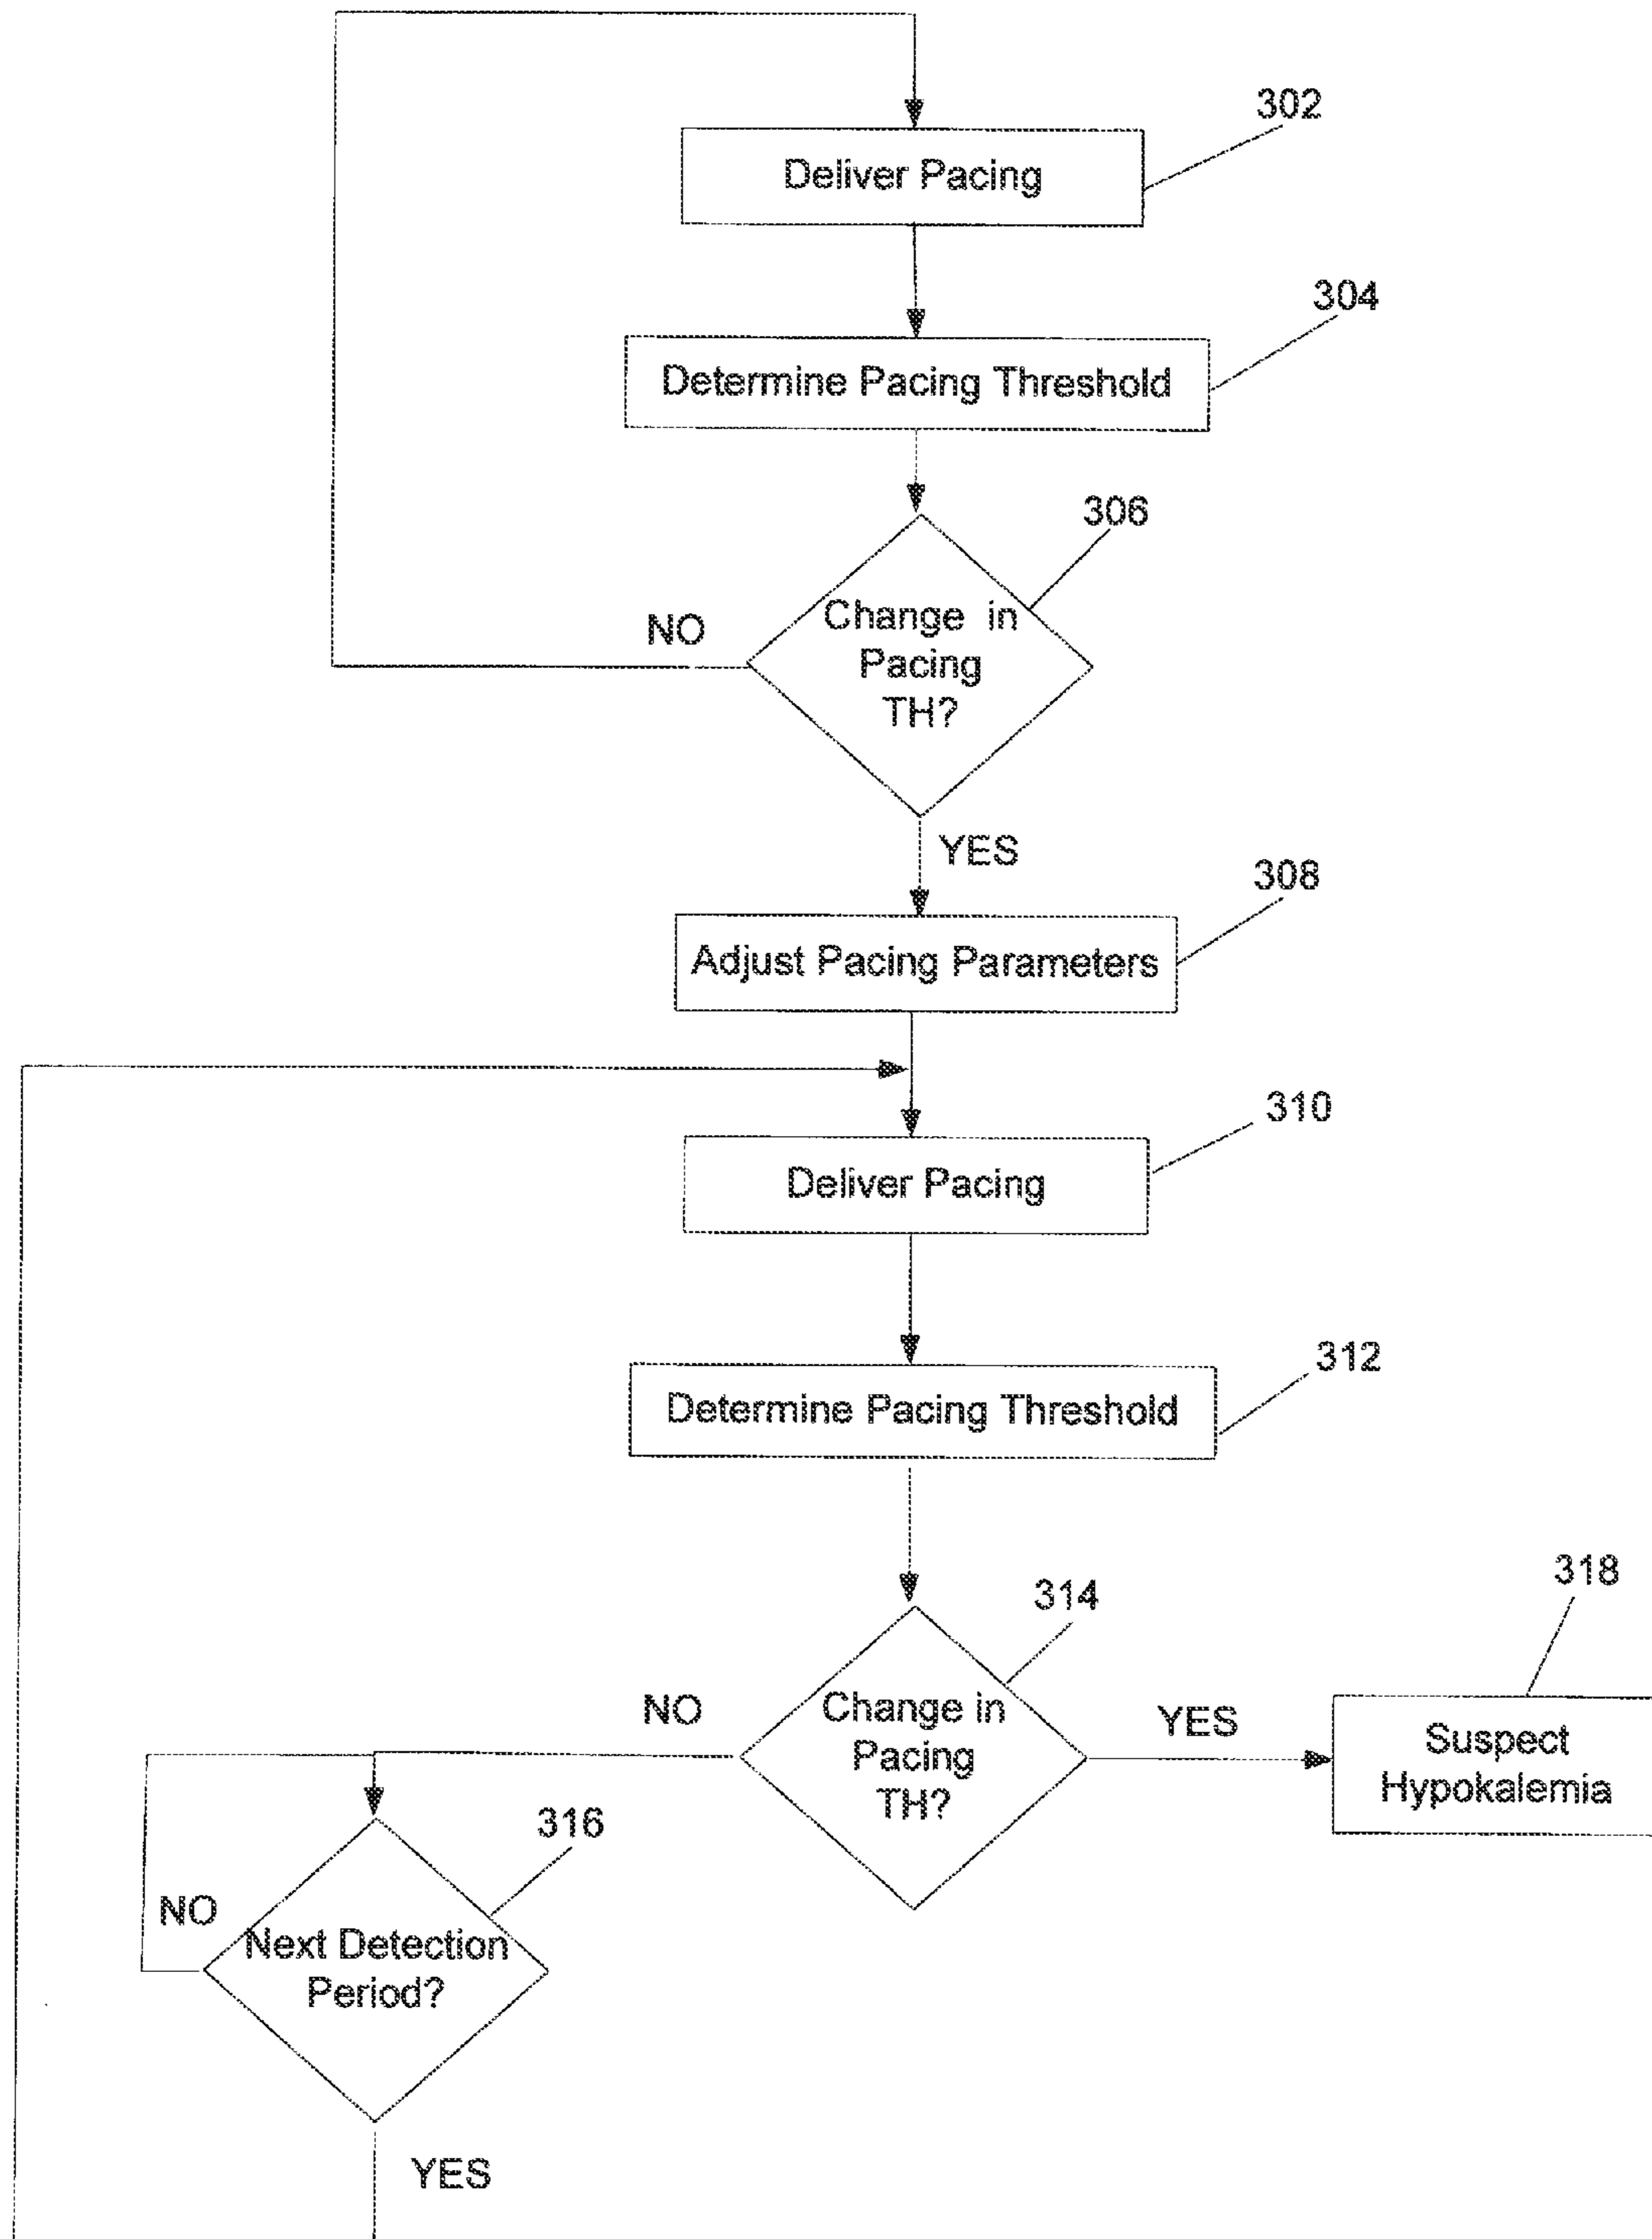 302
Deliver Pacing
304
Determine Pacing Threshold
306
Change in
Pacing
TH?
NO
YES
308
Adjust Pacing Parameters
310
Deliver Pacing
312
Determine Pacing Threshold
314
Change in
Pacing
TH?
NO
YES
318
Suspect
Hypokalemia
316
NO
Next Detection
Period?
YES